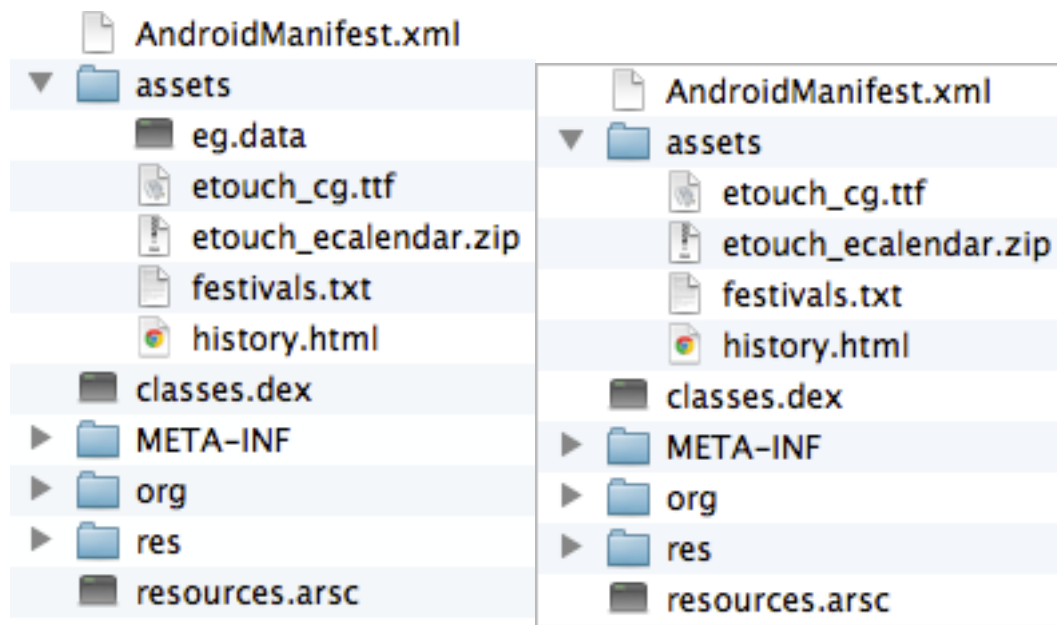 AndroidManifest.xml
assets
eg.data
etouch_cg.ttf
etouch_ecalendar.zip
festivals.txt
history.html
classes.dex
META-INF
org
res
resources.arsc
AndroidManifest.xml
assets
etouch_cg.ttf
etouch_ecalendar.zip
festivals.txt
history.html
classes.dex
META-INF
org
res
resources.arsc